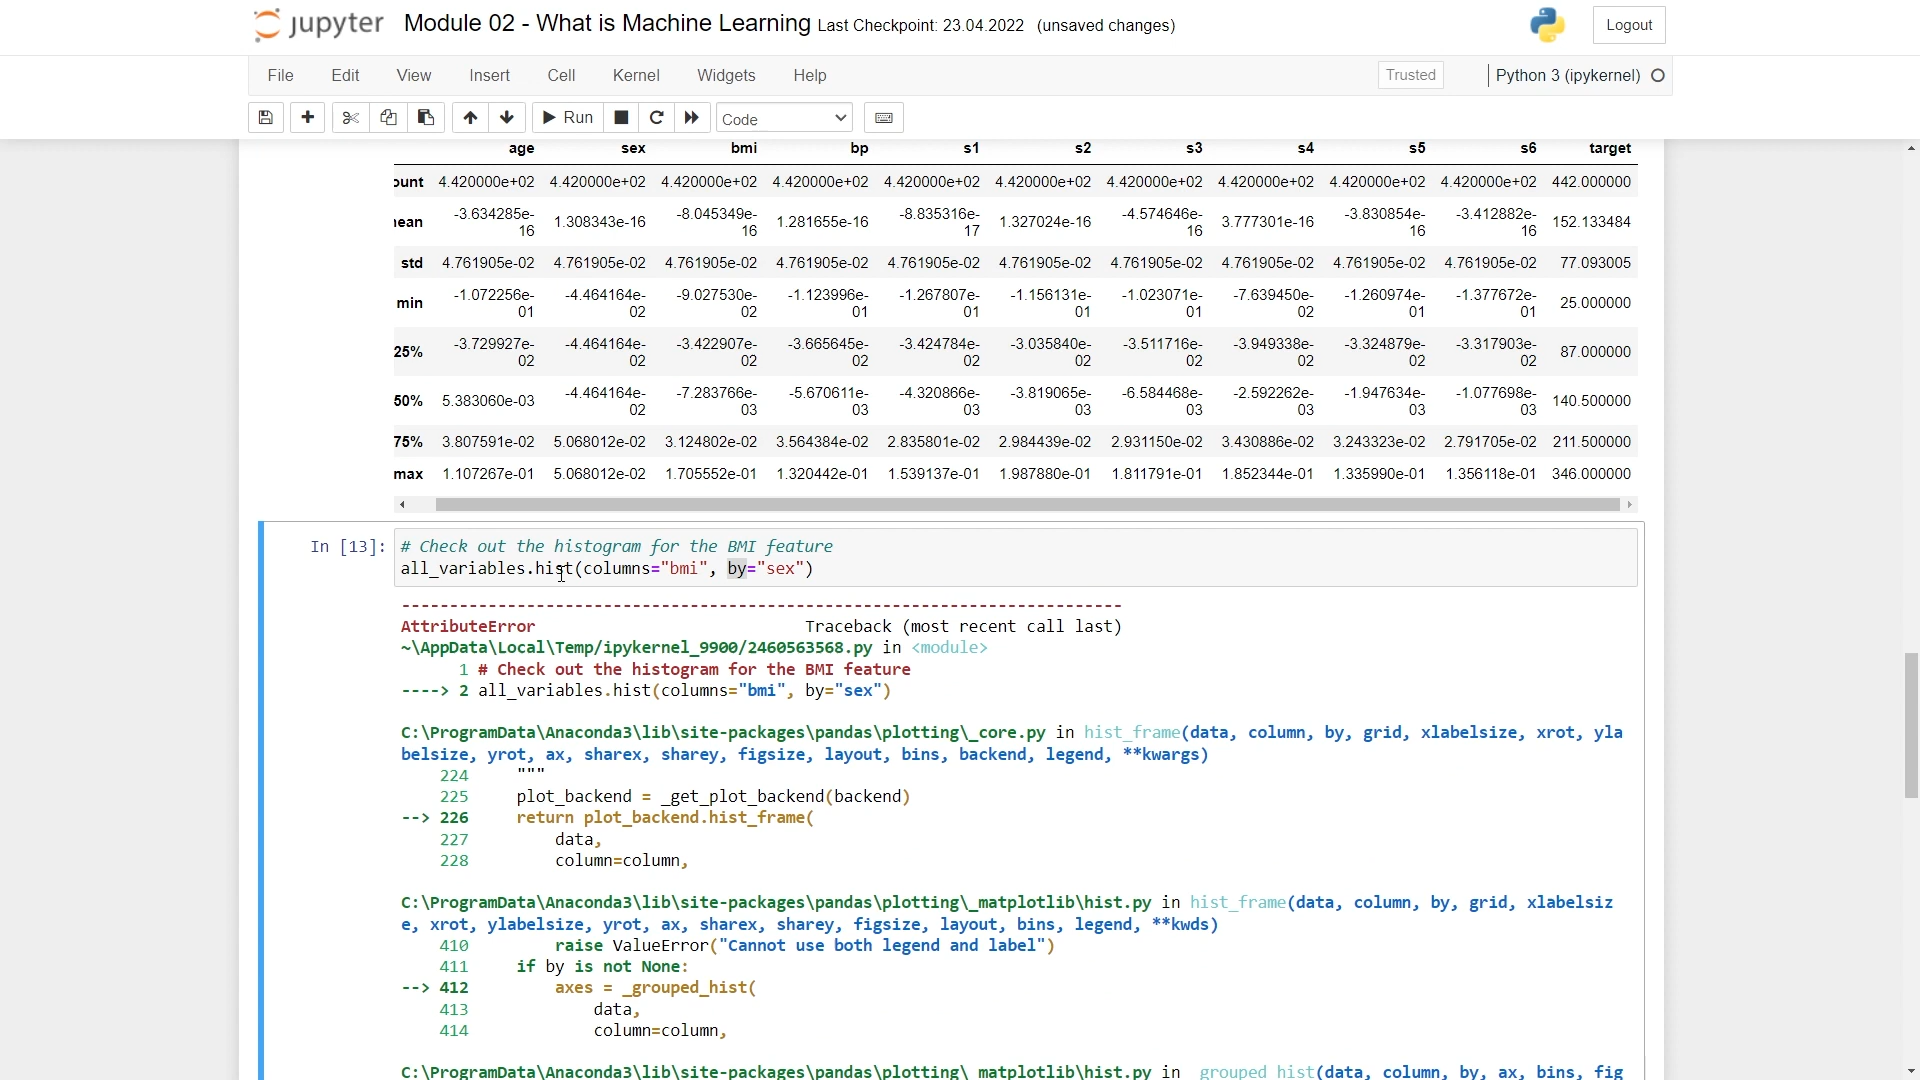 jupyter Module 02 - What is Machine Learning Last Checkpoint: 23.04.2022 (unsaved changes) Logout
File Edit View Insert Cell Kernel Widgets Help Trusted Python 3 (ipykernel)
Run Code
age sex bmi bp s1 s2 s3 s4 s5 s6 target
ount 4.420000e+02 4.420000e+02 4.420000e+02 4.420000e+02 4.420000e+02 4.420000e+02 4.420000e+02 4.420000e+02 4.420000e+02 4.420000e+02 442.000000
nean -3.634285e-16 1.308343e-16 -8.045349e-16 1.281655e-16 -8.835316e-17 1.327024e-16 -4.574646e-16 3.777301e-16 -3.830854e-16 -3.412882e-16 152.133484
std 4.761905e-02 4.761905e-02 4.761905e-02 4.761905e-02 4.761905e-02 4.761905e-02 4.761905e-02 4.761905e-02 4.761905e-02 4.761905e-02 77.093005
min -1.072256e-01 -4.464164e-02 -9.027530e-02 -1.123996e-01 -1.267807e-01 -1.156131e-01 -1.023071e-01 -7.639450e-02 -1.260974e-01 -1.377672e-01 25.000000
25% -3.729927e-02 -4.464164e-02 -3.422907e-02 -3.665645e-02 -3.424784e-02 -3.035840e-02 -3.511716e-02 -3.949338e-02 -3.324879e-02 -3.317903e-02 87.000000
50% 5.383060e-03 -4.464164e-02 -7.283766e-03 -5.670611e-03 -4.320866e-03 -3.819065e-03 -6.584468e-03 -2.592262e-03 -1.947634e-03 -1.077698e-03 140.500000
75% 3.807591e-02 5.068012e-02 3.124802e-02 3.564384e-02 2.835801e-02 2.984439e-02 2.931150e-02 3.430886e-02 3.243323e-02 2.791705e-02 211.500000
max 1.107267e-01 5.068012e-02 1.705552e-01 1.320442e-01 1.539137e-01 1.987880e-01 1.811791e-01 1.852344e-01 1.335990e-01 1.356118e-01 346.000000
In [13]: # Check out the histogram for the BMI feature
all_variables.hist(columns="bmi", by="sex")
---------------------------------------------------------------------------
AttributeError Traceback (most recent call last)
~\AppData\Local\Temp/ipykernel_9900/2460563568.py in <module>
1 # Check out the histogram for the BMI feature
----> 2 all_variables.hist(columns="bmi", by="sex")
C:\ProgramData\Anaconda3\lib\site-packages\pandas\plotting\_core.py in hist_frame(data, column, by, grid, xlabelsize, xrot, yla
belsize, yrot, ax, sharex, sharey, figsize, layout, bins, backend, legend, **kwargs)
224 """
225 plot_backend = _get_plot_backend(backend)
--> 226 return plot_backend.hist_frame(
227 data,
228 column=column,
C:\ProgramData\Anaconda3\lib\site-packages\pandas\plotting\_matplotlib\hist.py in hist_frame(data, column, by, grid, xlabelsiz
e, xrot, ylabelsize, yrot, ax, sharex, sharey, figsize, layout, bins, legend, **kwds)
410 raise ValueError("Cannot use both legend and label")
411 if by is not None:
--> 412 axes = _grouped_hist(
413 data,
414 column=column,
C:\ProgramData\Anaconda3\lib\site-packages\pandas\plotting\_matplotlib\hist.py in _grouped_hist(data, column, by, ax, bins, fig